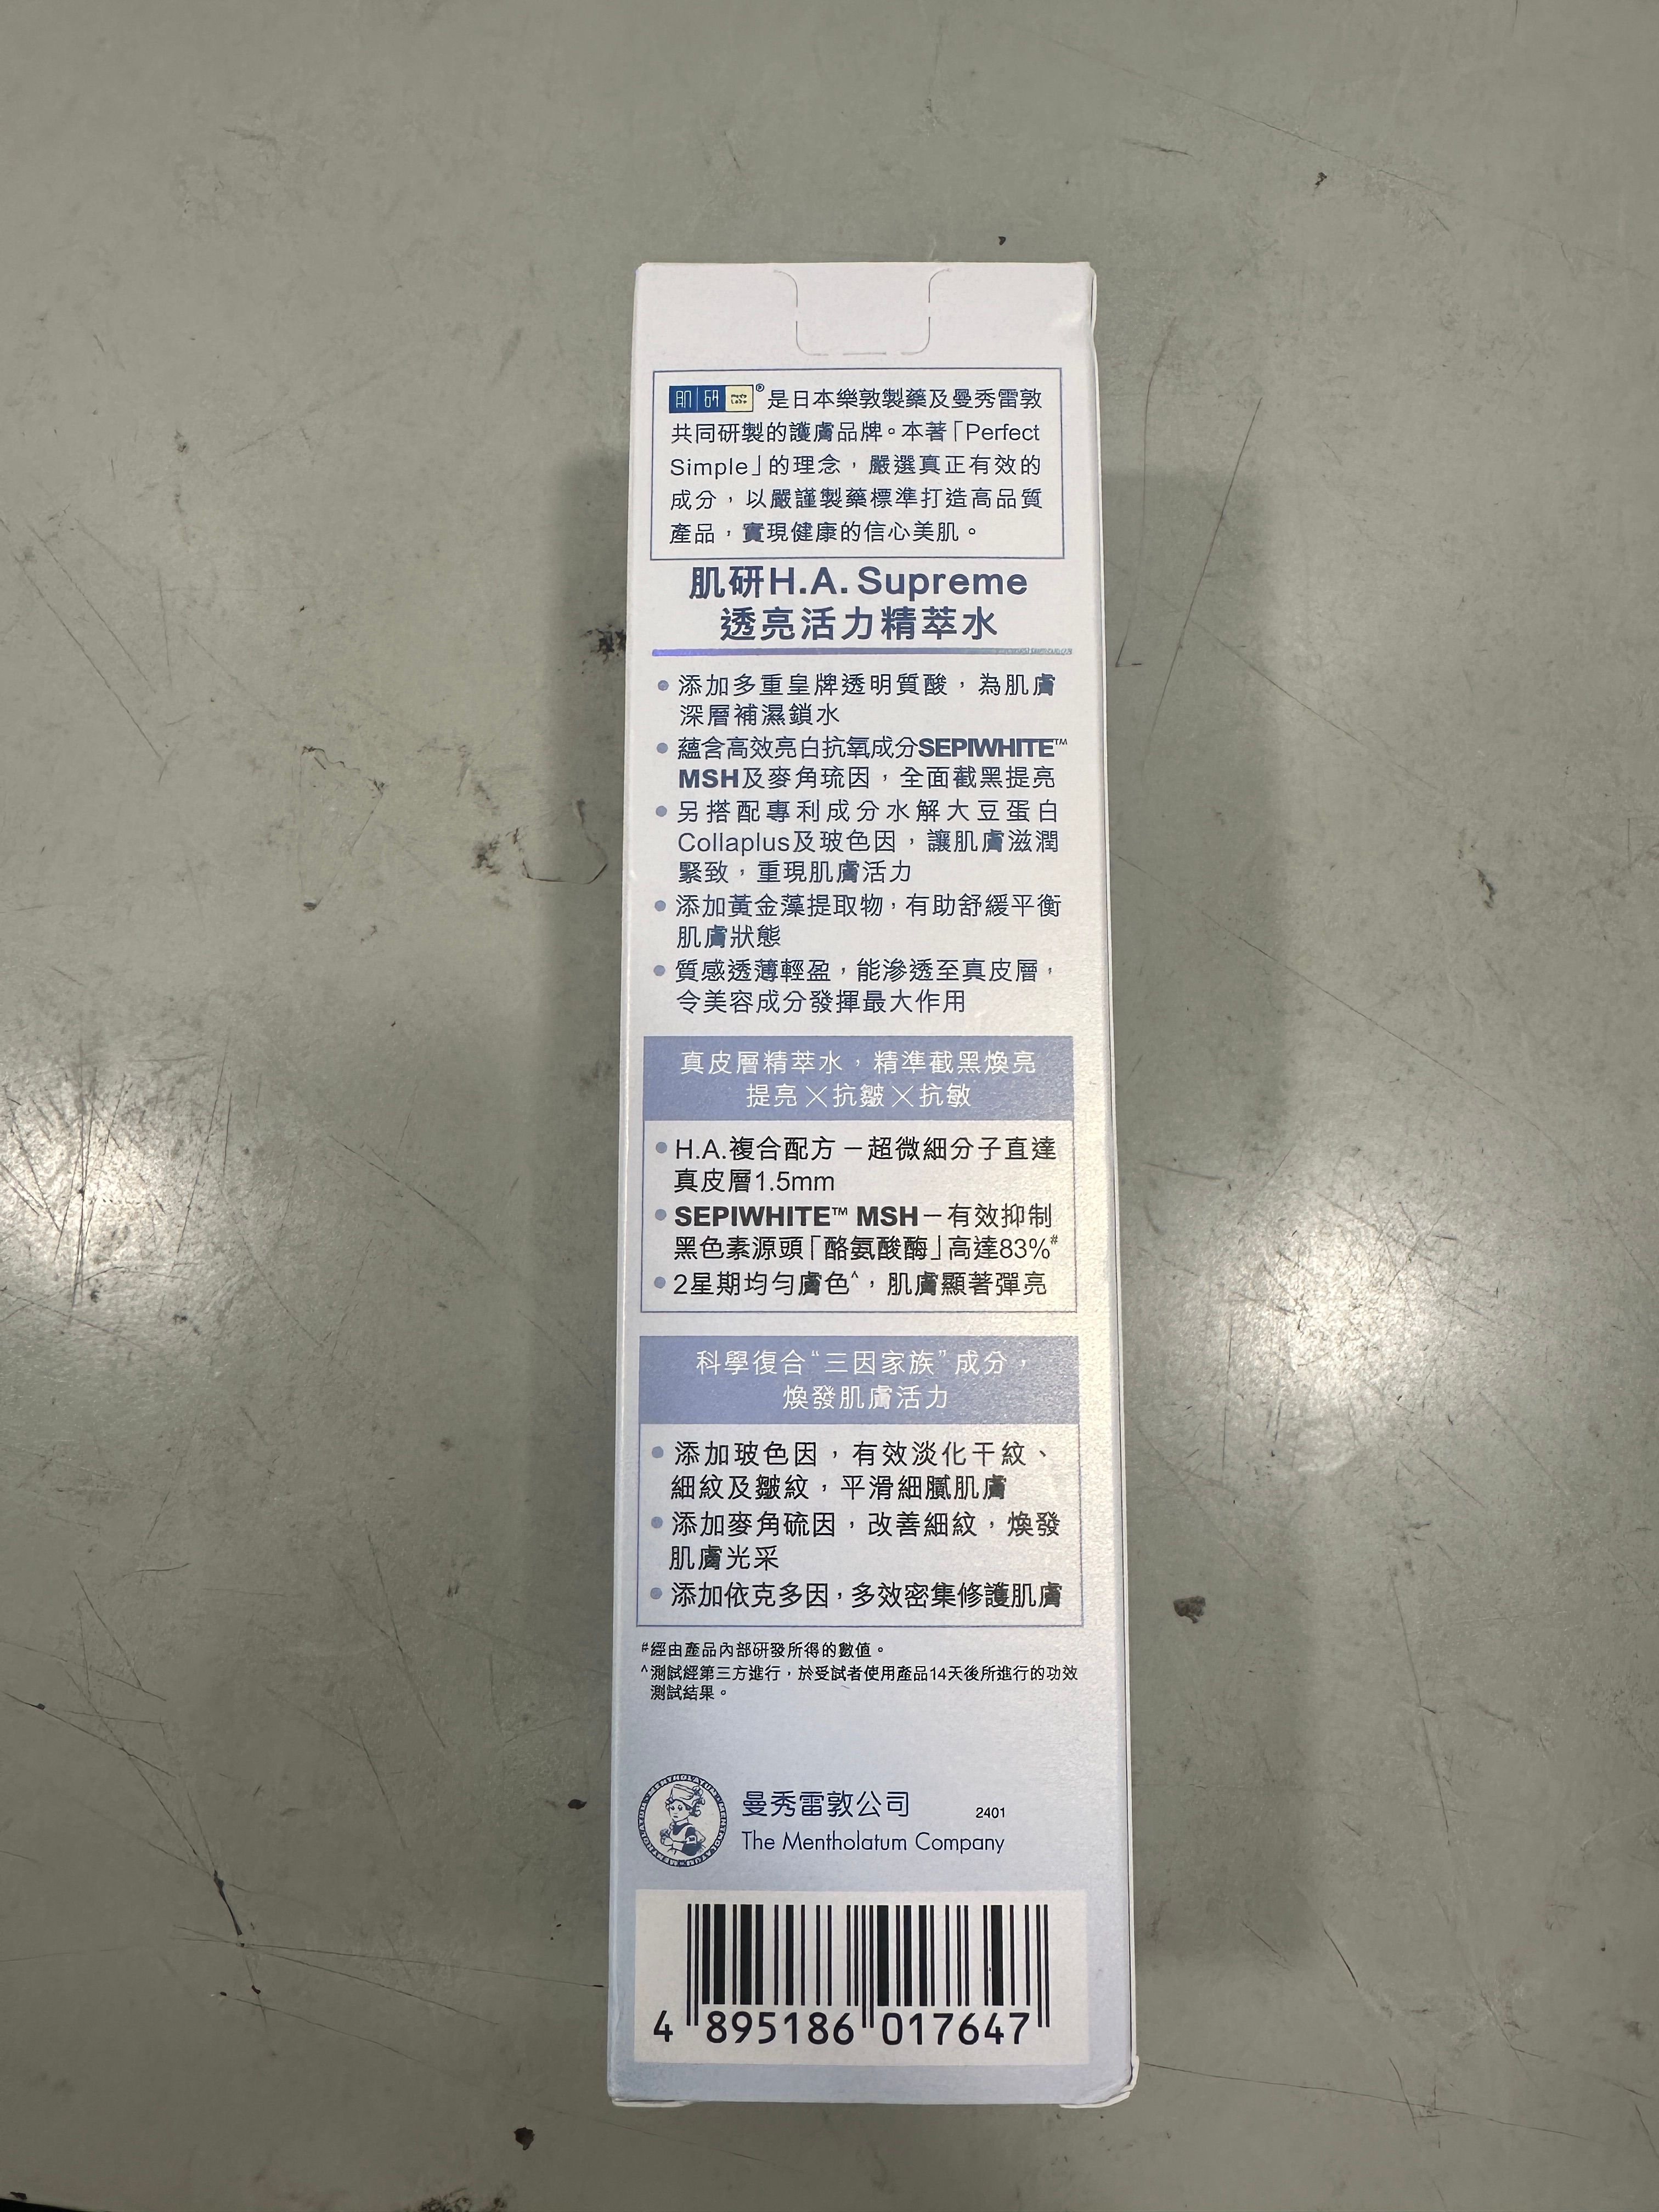 肌研 Hada Labo® 是日本樂敦製藥及曼秀雷敦
共同研製的護膚品牌。本著「Perfect
Simple」的理念，嚴選真正有效的
成分，以嚴謹製藥標準打造高品質
產品，實現健康的信心美肌。
肌研H.A. Supreme
透亮活力精萃水
• 添加多重皇牌透明質酸，為肌膚
深層補濕鎖水
• 蘊含高效亮白抗氧成分SEPIWHITE™
MSH及麥角琉因，全面截黑提亮
• 另搭配專利成分水解大豆蛋白
Collaplus及玻色因，讓肌膚滋潤
緊致，重現肌膚活力
• 添加黃金藻提取物，有助舒緩平衡
肌膚狀態
• 質感透薄輕盈，能滲透至真皮層，
令美容成分發揮最大作用
真皮層精萃水，精準截黑煥亮
提亮╳抗皺╳抗敏
• H.A.複合配方－超微細分子直達
真皮層1.5mm
• SEPIWHITE™ MSH－有效抑制
黑色素源頭「酪氨酸酶」高達83%#
• 2星期均勻膚色^，肌膚顯著彈亮
科學復合“三因家族”成分，
煥發肌膚活力
• 添加玻色因，有效淡化干紋、
細紋及皺紋，平滑細膩肌膚
• 添加麥角硫因，改善細紋，煥發
肌膚光采
• 添加依克多因，多效密集修護肌膚
#經由產品內部研發所得的數值。
^測試經第三方進行，於受試者使用產品14天後所進行的功效
測試結果。
曼秀雷敦公司 2401
The Mentholatum Company
4 895186 017647